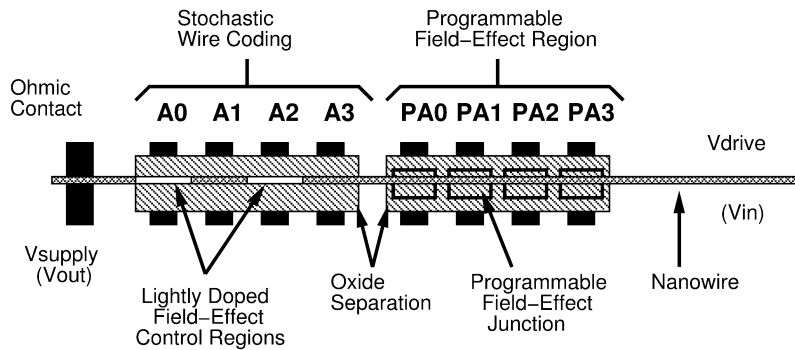 Stochastic
Wire Coding
Programmable
Field−Effect Region
Ohmic
Contact
A0 A1 A2 A3
PA0 PA1 PA2 PA3
Vdrive
(Vin)
Vsupply
(Vout)
Lightly Doped
Field−Effect
Control Regions
Oxide
Separation
Programmable
Field−Effect
Junction
Nanowire